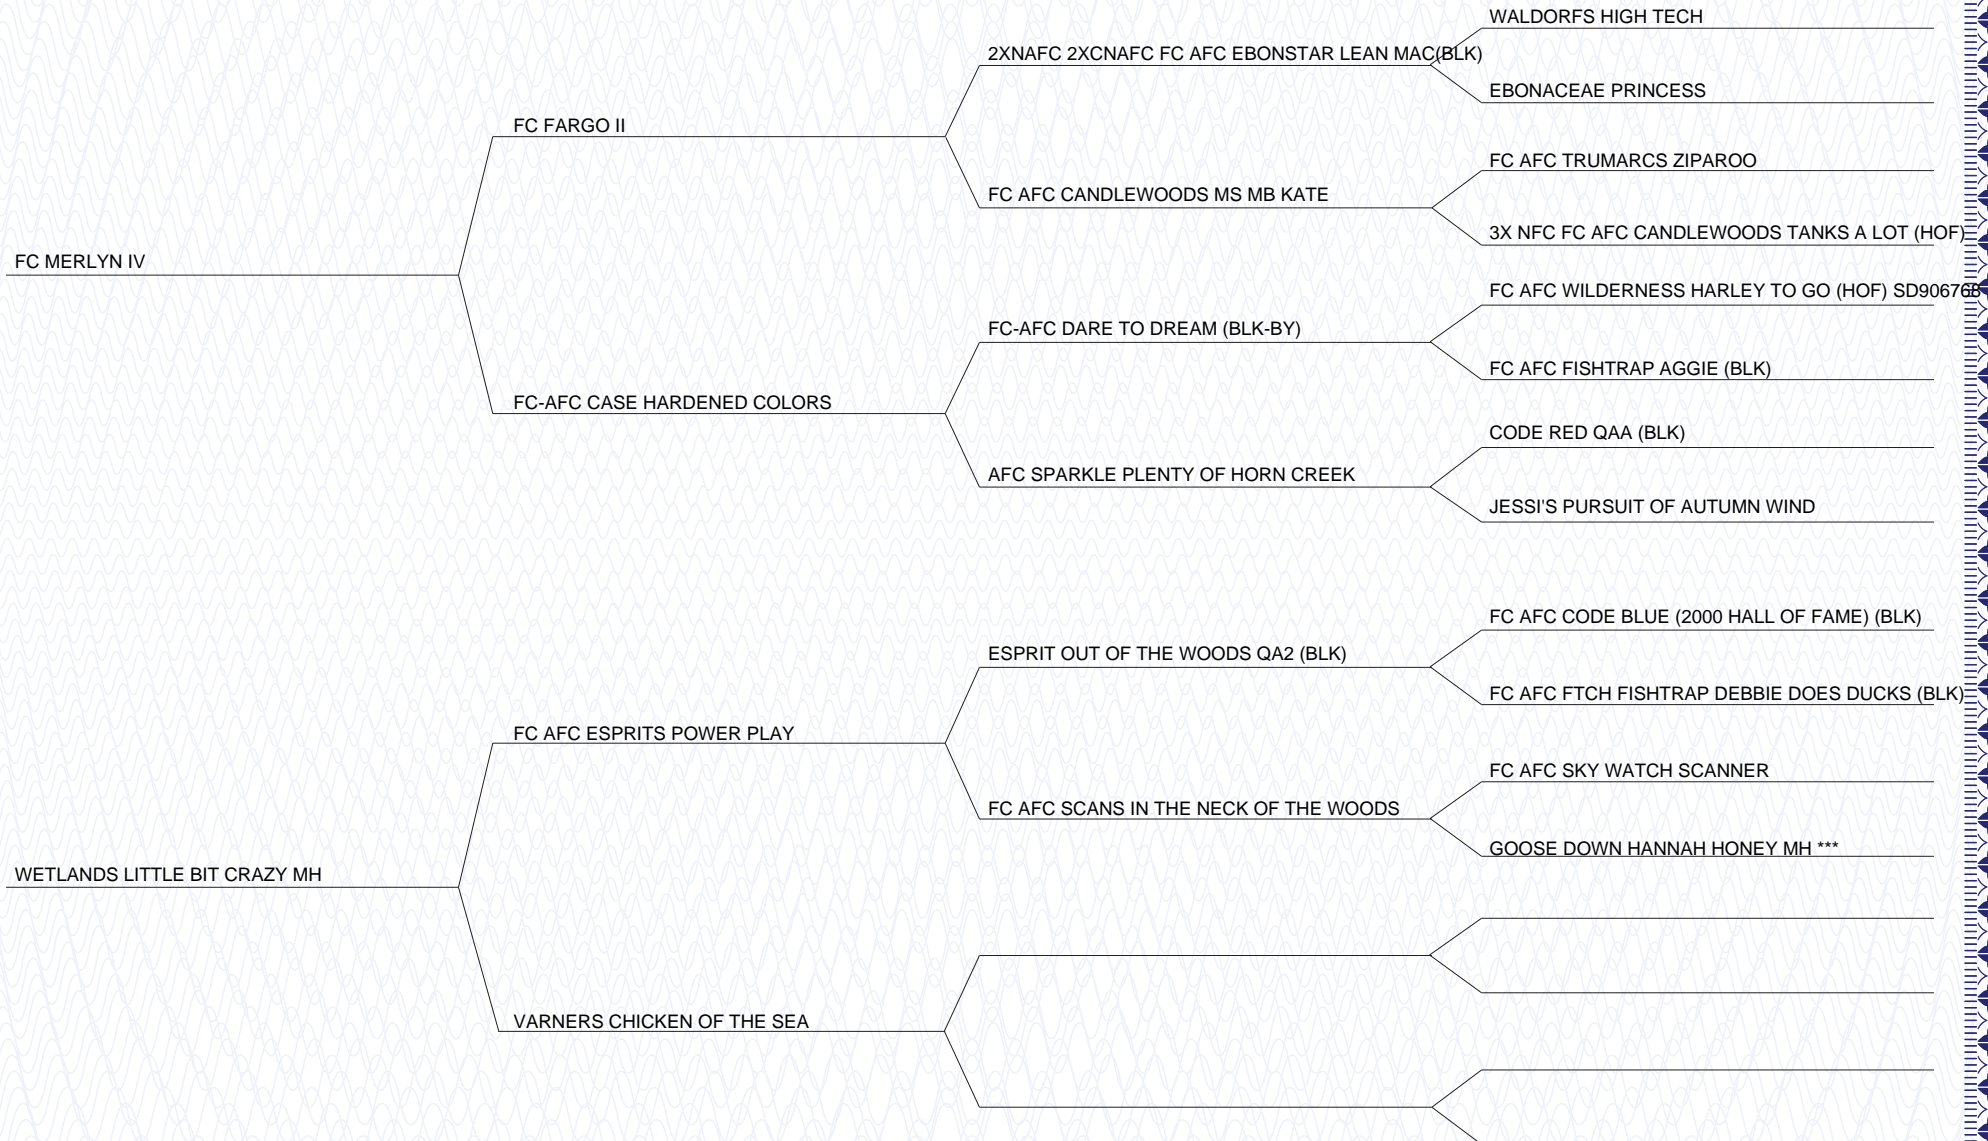 WALDORFS HIGH TECH
2XNAFC 2XCNAFC FC AFC EBONSTAR LEAN MAC(BLK)
EBONACEAE PRINCESS
FC FARGO II
FC AFC TRUMARCS ZIPAROO
FC AFC CANDLEWOODS MS MB KATE
3X NFC FC AFC CANDLEWOODS TANKS A LOT (HOF)
FC MERLYN IV
FC AFC WILDERNESS HARLEY TO GO (HOF) SD906768
FC-AFC DARE TO DREAM (BLK-BY)
FC AFC FISHTRAP AGGIE (BLK)
FC-AFC CASE HARDENED COLORS
CODE RED QAA (BLK)
AFC SPARKLE PLENTY OF HORN CREEK
JESSI'S PURSUIT OF AUTUMN WIND
FC AFC CODE BLUE (2000 HALL OF FAME) (BLK)
ESPRIT OUT OF THE WOODS QA2 (BLK)
FC AFC FTCH FISHTRAP DEBBIE DOES DUCKS (BLK)
FC AFC ESPRITS POWER PLAY
FC AFC SKY WATCH SCANNER
FC AFC SCANS IN THE NECK OF THE WOODS
GOOSE DOWN HANNAH HONEY MH ***
WETLANDS LITTLE BIT CRAZY MH
VARNERS CHICKEN OF THE SEA